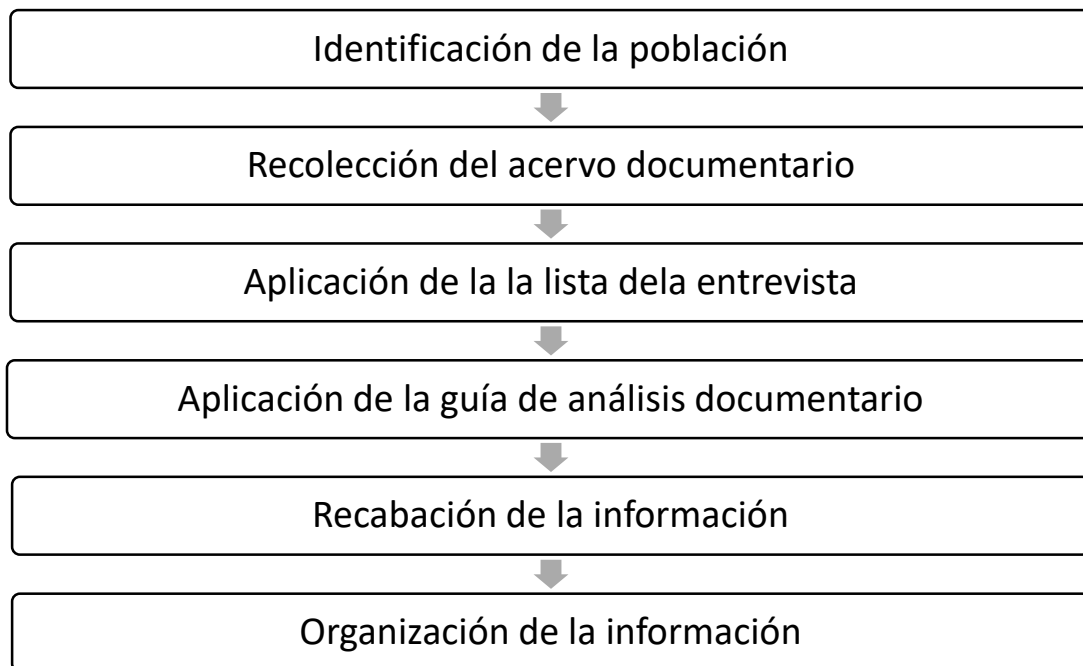 Identificación de la población
Recolección del acervo documentario
Aplicación de la la lista dela entrevista
Aplicación de la guía de análisis documentario
Recabación de la información
Organización de la información